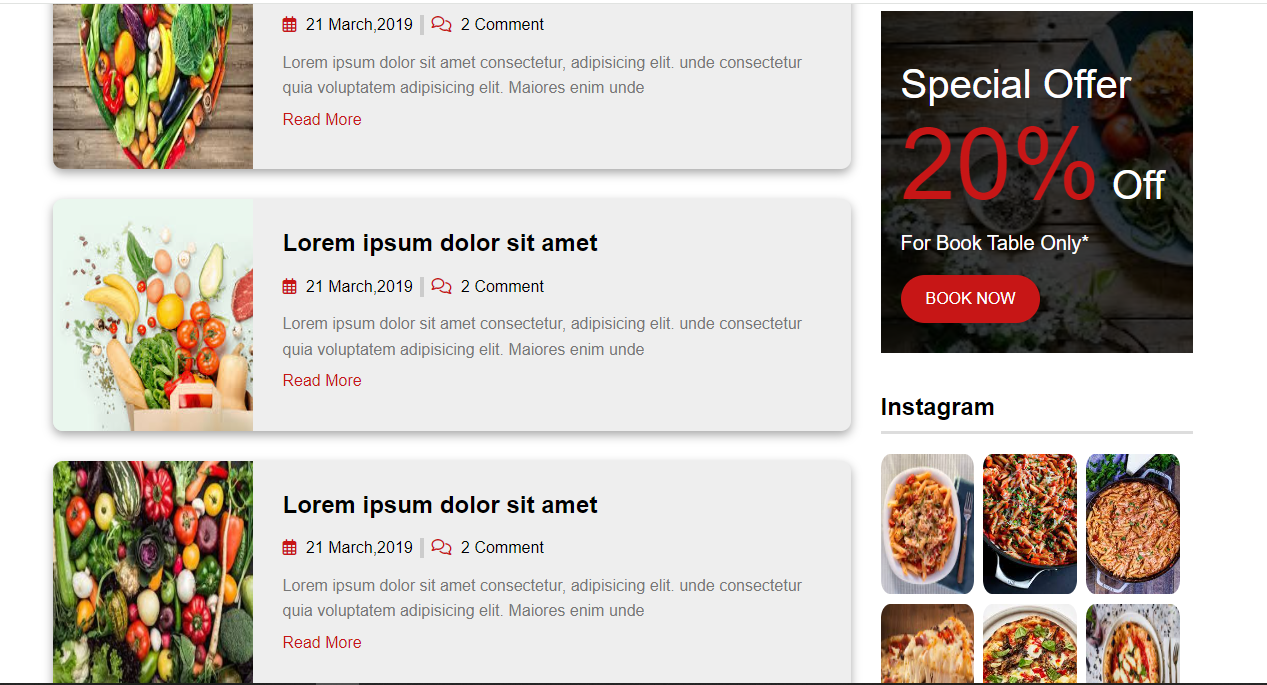 21 March,2019 2 Comment
Lorem ipsum dolor sit amet consectetur, adipisicing elit. unde consectetur
quia voluptatem adipisicing elit. Maiores enim unde
Read More
Lorem ipsum dolor sit amet
21 March,2019 2 Comment
Lorem ipsum dolor sit amet consectetur, adipisicing elit. unde consectetur
quia voluptatem adipisicing elit. Maiores enim unde
Read More
Lorem ipsum dolor sit amet
21 March,2019 2 Comment
Lorem ipsum dolor sit amet consectetur, adipisicing elit. unde consectetur
quia voluptatem adipisicing elit. Maiores enim unde
Read More
Special Offer
20% Off
For Book Table Only*
BOOK NOW
Instagram